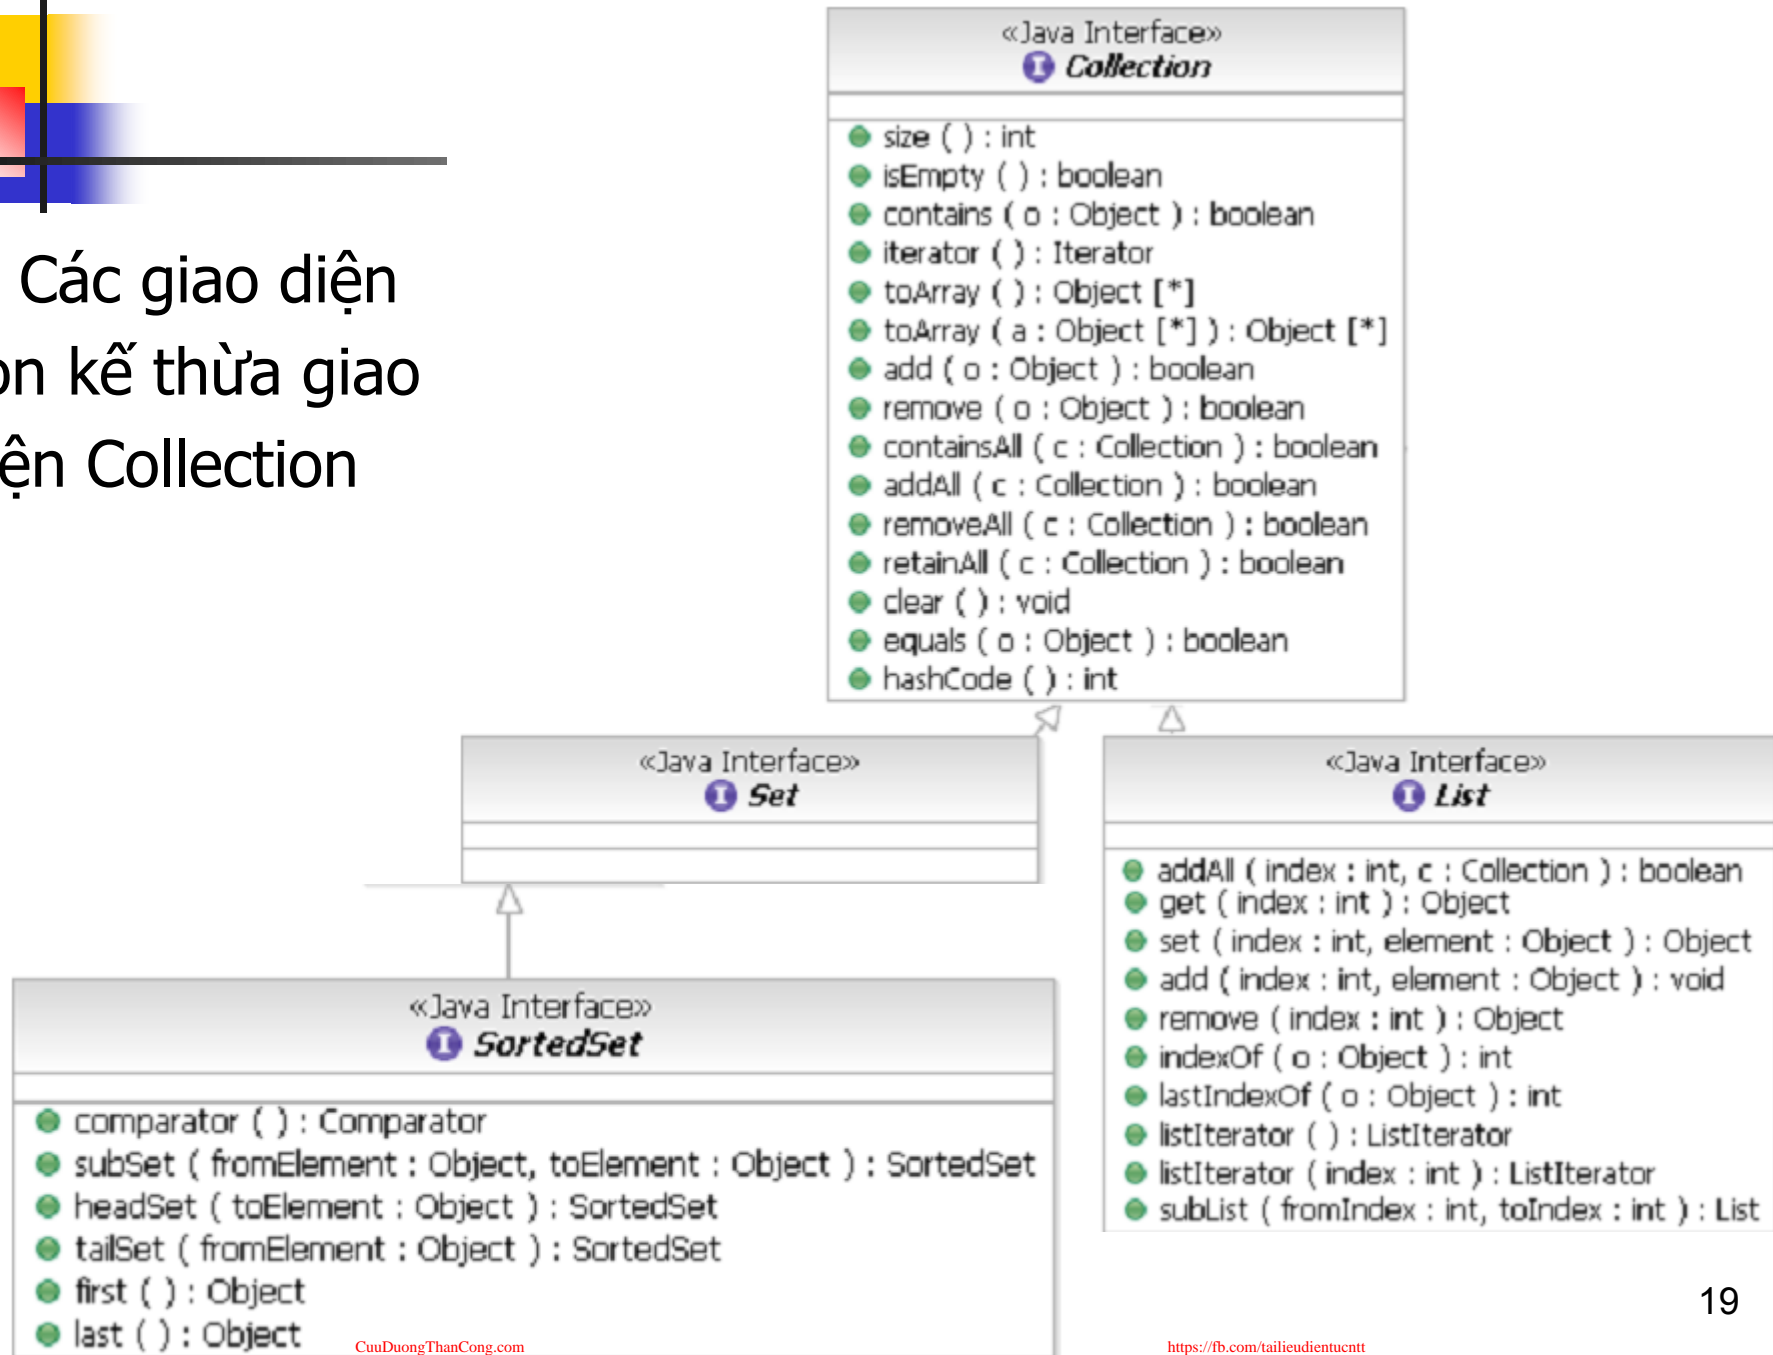 Các giao diện
on kế thừa giao
ện Collection
«Java Interface»
Collection
size ( ) : int
isEmpty ( ) : boolean
contains ( o : Object ) : boolean
iterator ( ) : Iterator
toArray ( ) : Object [*]
toArray ( a : Object [*] ) : Object [*]
add ( o : Object ) : boolean
remove ( o : Object ) : boolean
containsAll ( c : Collection ) : boolean
addAll ( c : Collection ) : boolean
removeAll ( c : Collection ) : boolean
retainAll ( c : Collection ) : boolean
clear ( ) : void
equals ( o : Object ) : boolean
hashCode ( ) : int
«Java Interface»
Set
«Java Interface»
List
addAll ( index : int, c : Collection ) : boolean
get ( index : int ) : Object
set ( index : int, element : Object ) : Object
add ( index : int, element : Object ) : void
remove ( index : int ) : Object
indexOf ( o : Object ) : int
lastIndexOf ( o : Object ) : int
listIterator ( ) : ListIterator
listIterator ( index : int ) : ListIterator
subList ( fromIndex : int, toIndex : int ) : List
«Java Interface»
SortedSet
comparator ( ) : Comparator
subSet ( fromElement : Object, toElement : Object ) : SortedSet
headSet ( toElement : Object ) : SortedSet
tailSet ( fromElement : Object ) : SortedSet
first ( ) : Object
last ( ) : Object
19
CuuDuongThanCong.com
https://fb.com/tailieudientucntt